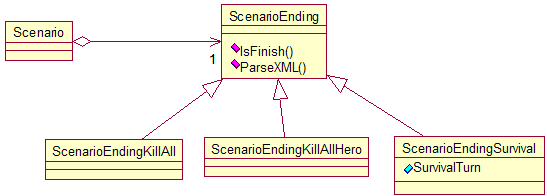 ScenarioEnding
Scenario
IsFinish()
1
ParseXML()
ScenarioEndingKillAll
ScenarioEndingKillAllHero
ScenarioEndingSurvival
SurvivalTurn